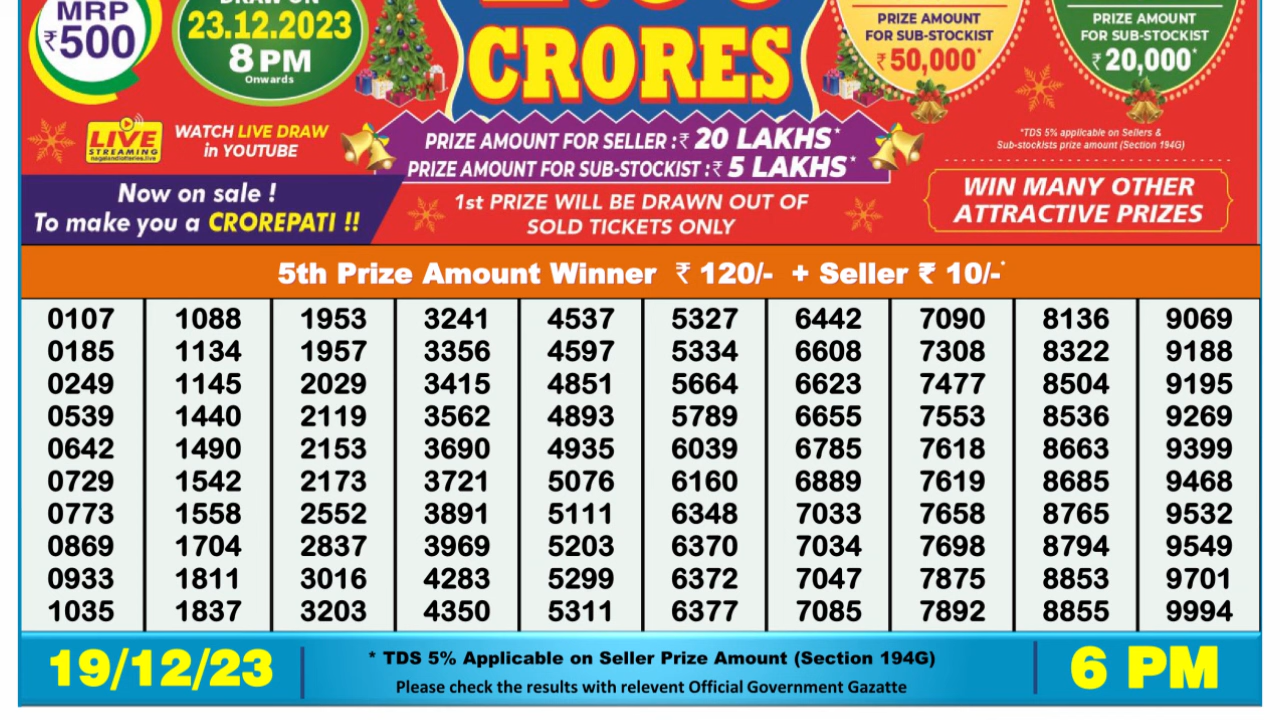 MRP
₹500
DRAW ON
23.12.2023
8 PM
Onwards
CRORES
PRIZE AMOUNT
FOR SUB-STOCKIST
₹ 50,000*
PRIZE AMOUNT
FOR SUB-STOCKIST
₹ 20,000*
LIVE
STREAMING
nagalandlotteries.live
WATCH LIVE DRAW
in YOUTUBE
PRIZE AMOUNT FOR SELLER :₹ 20 LAKHS*
PRIZE AMOUNT FOR SUB-STOCKIST :₹ 5 LAKHS*
*TDS 5% applicable on Sellers &
Sub-stockists prize amount (Section 194G)
Now on sale !
To make you a CROREPATI !!
1st PRIZE WILL BE DRAWN OUT OF
SOLD TICKETS ONLY
WIN MANY OTHER
ATTRACTIVE PRIZES
5th Prize Amount Winner ₹ 120/- + Seller ₹ 10/-*
0107 1088 1953 3241 4537 5327 6442 7090 8136 9069
0185 1134 1957 3356 4597 5334 6608 7308 8322 9188
0249 1145 2029 3415 4851 5664 6623 7477 8504 9195
0539 1440 2119 3562 4893 5789 6655 7553 8536 9269
0642 1490 2153 3690 4935 6039 6785 7618 8663 9399
0729 1542 2173 3721 5076 6160 6889 7619 8685 9468
0773 1558 2552 3891 5111 6348 7033 7658 8765 9532
0869 1704 2837 3969 5203 6370 7034 7698 8794 9549
0933 1811 3016 4283 5299 6372 7047 7875 8853 9701
1035 1837 3203 4350 5311 6377 7085 7892 8855 9994
19/12/23
* TDS 5% Applicable on Seller Prize Amount (Section 194G)
Please check the results with relevent Official Government Gazatte
6 PM